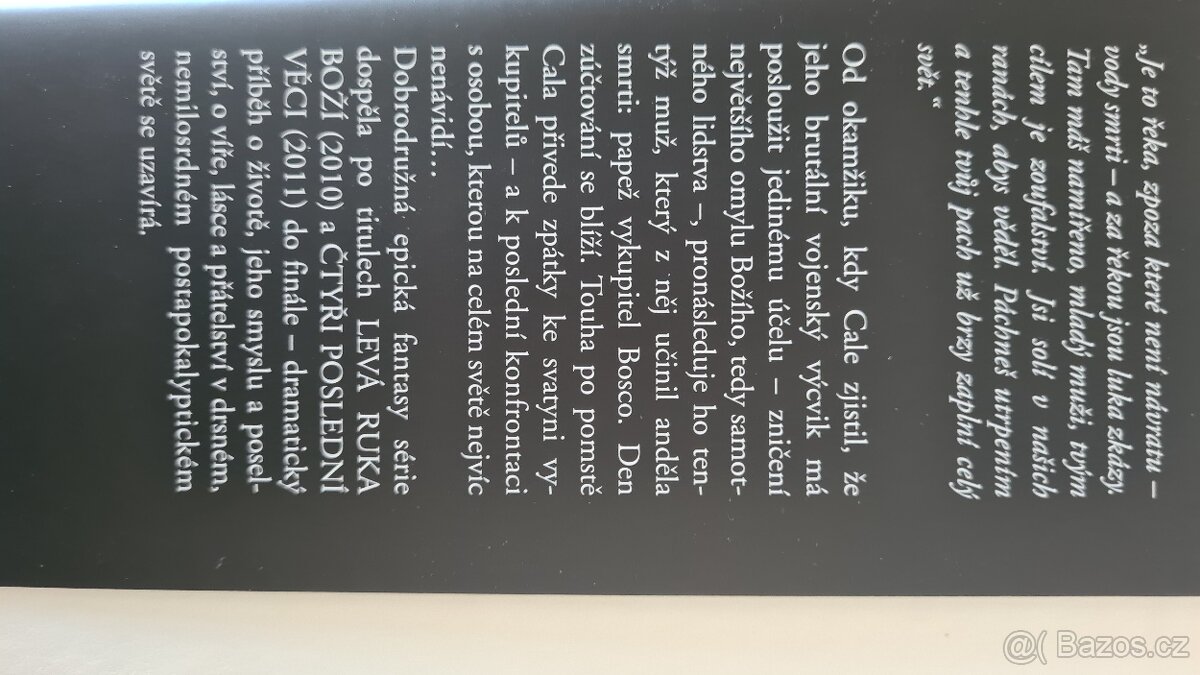 „Je to řeka, zpoza které není návratu –
vody smrti – a za řekou jsou luka zkázy.
Tam máš namířeno, mladý muži, tvým
cílem je zoufalství. Jsi solí v našich
ranách, abys věděl. Páchneš utrpením
a tenhle tvůj pach už brzy zaplní celý
svět.“
Od okamžiku, kdy Cale zjistil, že
jeho brutální vojenský výcvik má
posloužit jedinému účelu – zničení
největšího omylu Božího, tedy samot-
ného lidstva –, pronásleduje ho ten-
týž muž, který z něj učinil anděla
smrti: papež vykupitel Bosco. Den
zúčtování se blíží. Touha po pomstě
Cala přivede zpátky ke svatyni vy-
kupitelů – a k poslední konfrontaci
s osobou, kterou na celém světě nejvíc
nenávidí...
Dobrodružná epická fantasy série
dospěla po titulech LEVÁ RUKA
BOŽÍ (2010) a ČTYŘI POSLEDNÍ
VĚCI (2011) do finále – dramatický
příběh o životě, jeho smyslu a posel-
ství, o víře, lásce a přátelství v drsném,
nemilosrdném postapokalyptickém
světě se uzavírá.
@( Bazos.cz